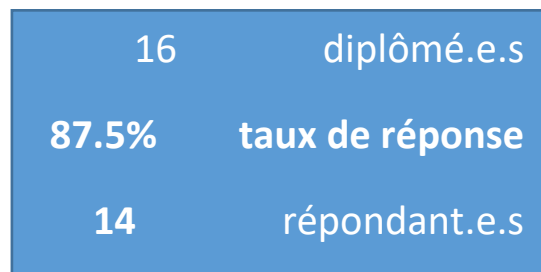 16 diplômé.e.s
87.5% taux de réponse
14 répondant.e.s